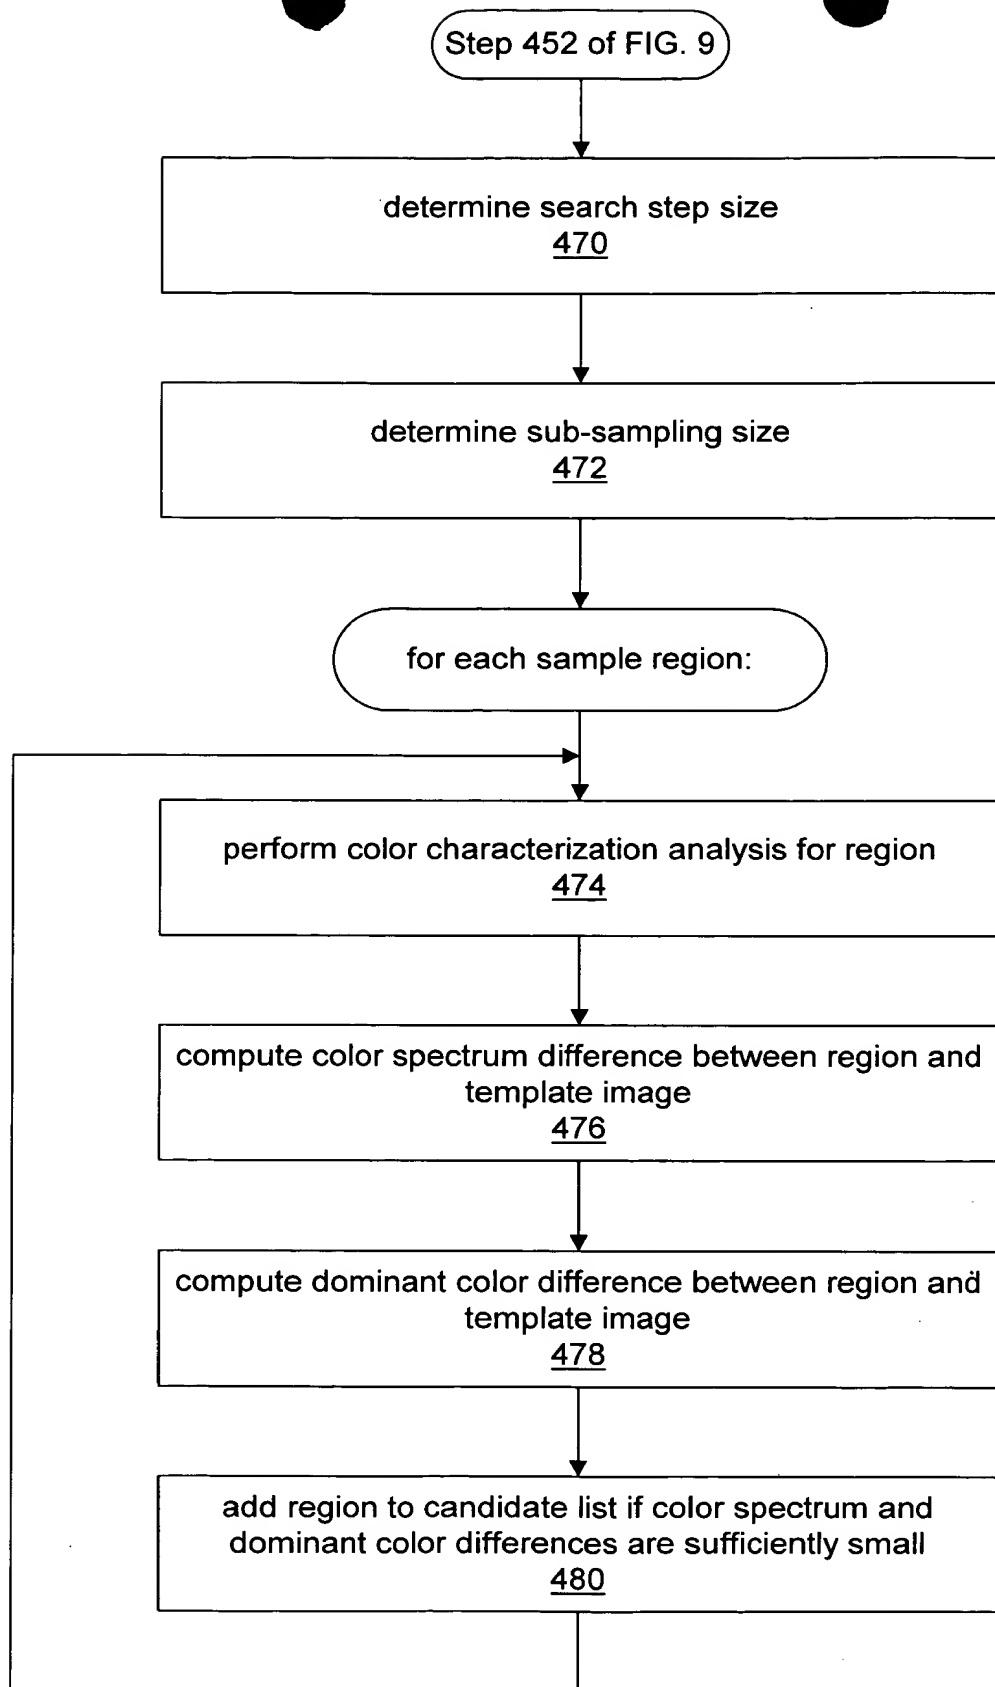 Step 452 of FIG. 9
determine search step size
470
determine sub-sampling size
472
for each sample region:
perform color characterization analysis for region
474
compute color spectrum difference between region and
template image
476
compute dominant color difference between region and
template image
478
add region to candidate list if color spectrum and
dominant color differences are sufficiently small
480